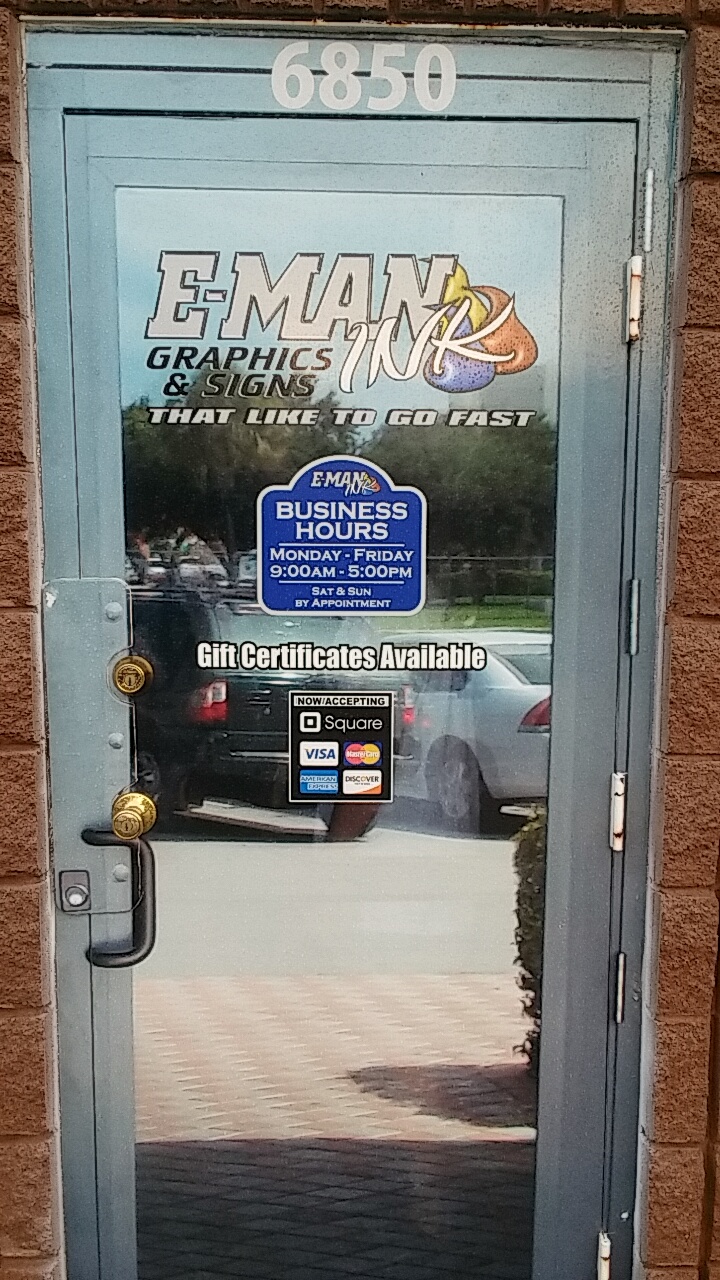 6850
E-MAN
INK
GRAPHICS
& SIGNS
THAT LIKE TO GO FAST
E-MAN
INK
BUSINESS
HOURS
MONDAY - FRIDAY
9:00AM - 5:00PM
SAT & SUN
BY APPOINTMENT
Gift Certificates Available
NOW/ACCEPTING
Square
VISA MasterCard
AMERICAN EXPRESS DISCOVER